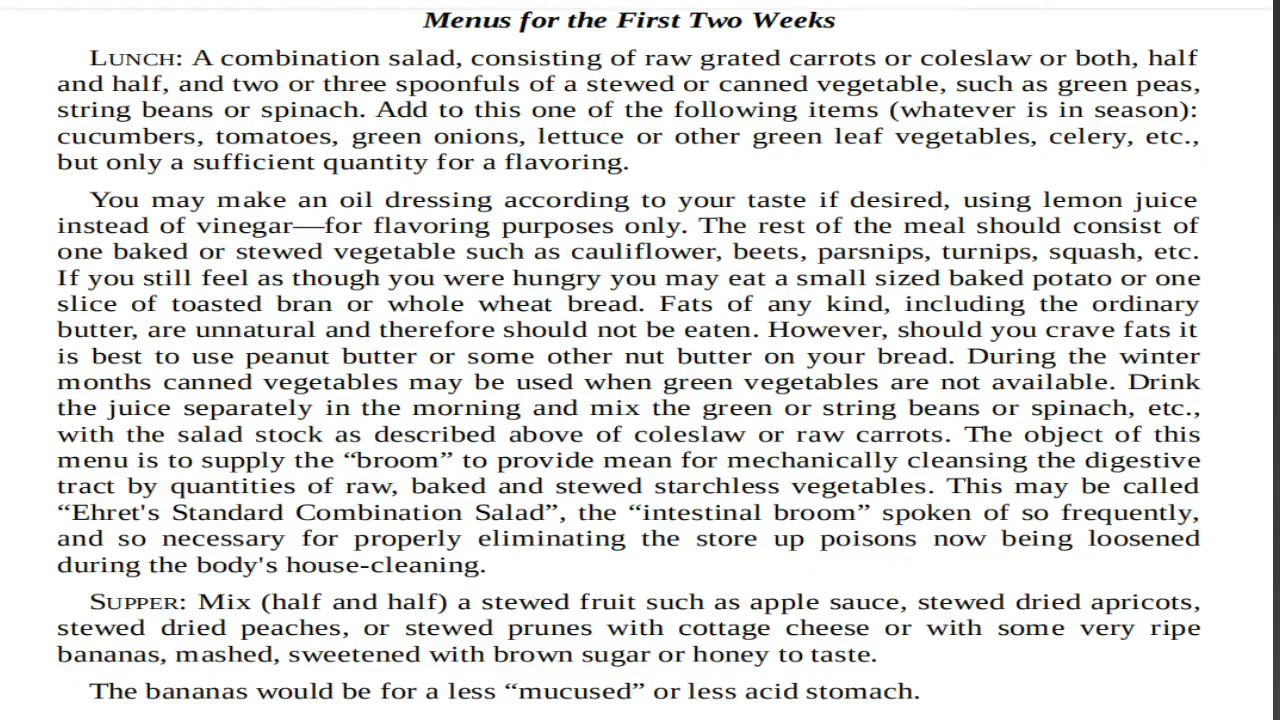 Menus for the First Two Weeks
LUNCH: A combination salad, consisting of raw grated carrots or coleslaw or both, half
and half, and two or three spoonfuls of a stewed or canned vegetable, such as green peas,
string beans or spinach. Add to this one of the following items (whatever is in season):
cucumbers, tomatoes, green onions, lettuce or other green leaf vegetables, celery, etc.,
but only a sufficient quantity for a flavoring.
You may make an oil dressing according to your taste if desired, using lemon juice
instead of vinegar—for flavoring purposes only. The rest of the meal should consist of
one baked or stewed vegetable such as cauliflower, beets, parsnips, turnips, squash, etc.
If you still feel as though you were hungry you may eat a small sized baked potato or one
slice of toasted bran or whole wheat bread. Fats of any kind, including the ordinary
butter, are unnatural and therefore should not be eaten. However, should you crave fats it
is best to use peanut butter or some other nut butter on your bread. During the winter
months canned vegetables may be used when green vegetables are not available. Drink
the juice separately in the morning and mix the green or string beans or spinach, etc.,
with the salad stock as described above of coleslaw or raw carrots. The object of this
menu is to supply the “broom” to provide mean for mechanically cleansing the digestive
tract by quantities of raw, baked and stewed starchless vegetables. This may be called
“Ehret's Standard Combination Salad”, the “intestinal broom” spoken of so frequently,
and so necessary for properly eliminating the store up poisons now being loosened
during the body's house-cleaning.
SUPPER: Mix (half and half) a stewed fruit such as apple sauce, stewed dried apricots,
stewed dried peaches, or stewed prunes with cottage cheese or with some very ripe
bananas, mashed, sweetened with brown sugar or honey to taste.
The bananas would be for a less “mucused” or less acid stomach.